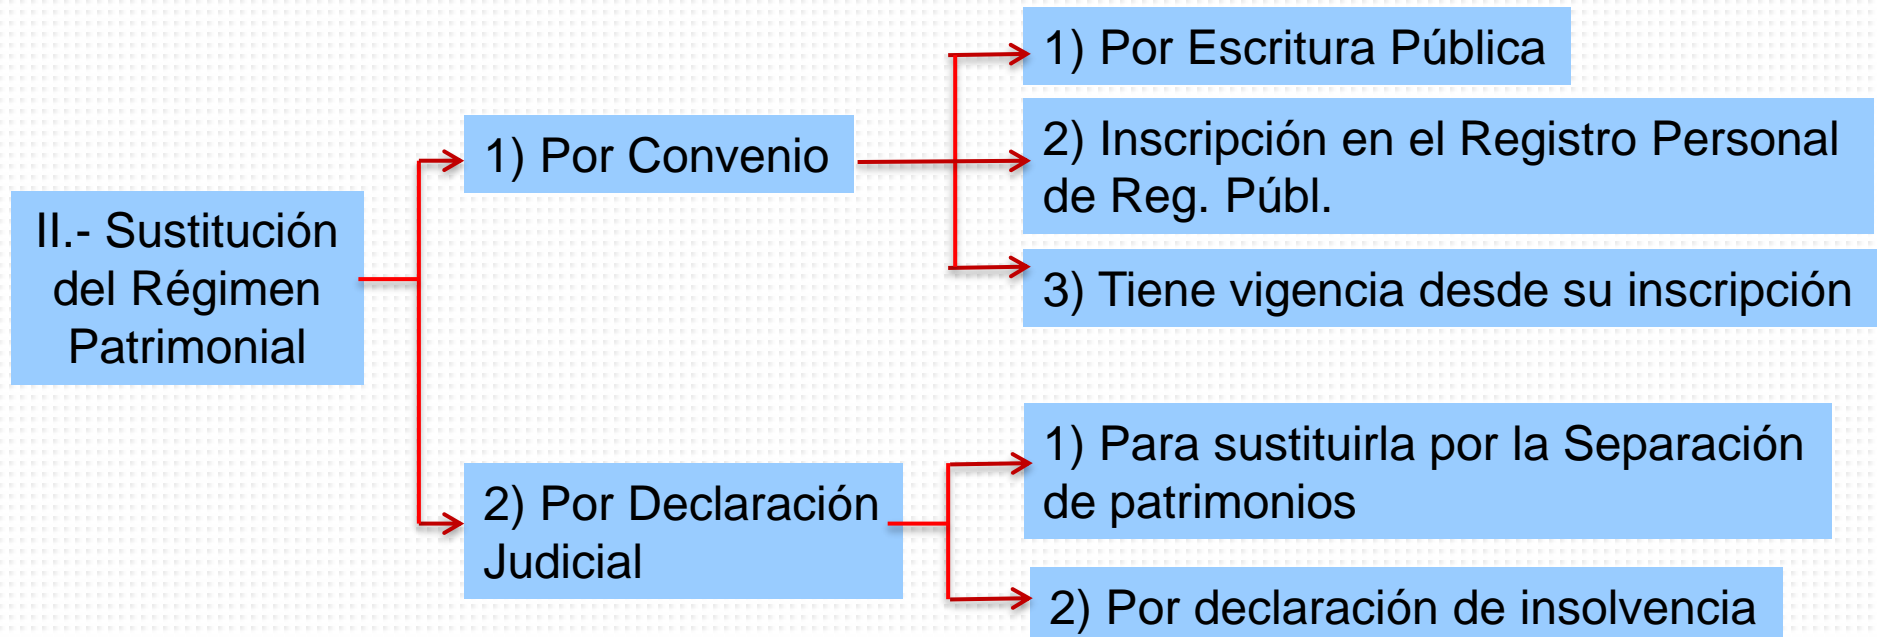 II.- Sustitución
del Régimen
Patrimonial
1) Por Convenio
1) Por Escritura Pública
2) Inscripción en el Registro Personal
de Reg. Públ.
3) Tiene vigencia desde su inscripción
2) Por Declaración
Judicial
1) Para sustituirla por la Separación
de patrimonios
2) Por declaración de insolvencia